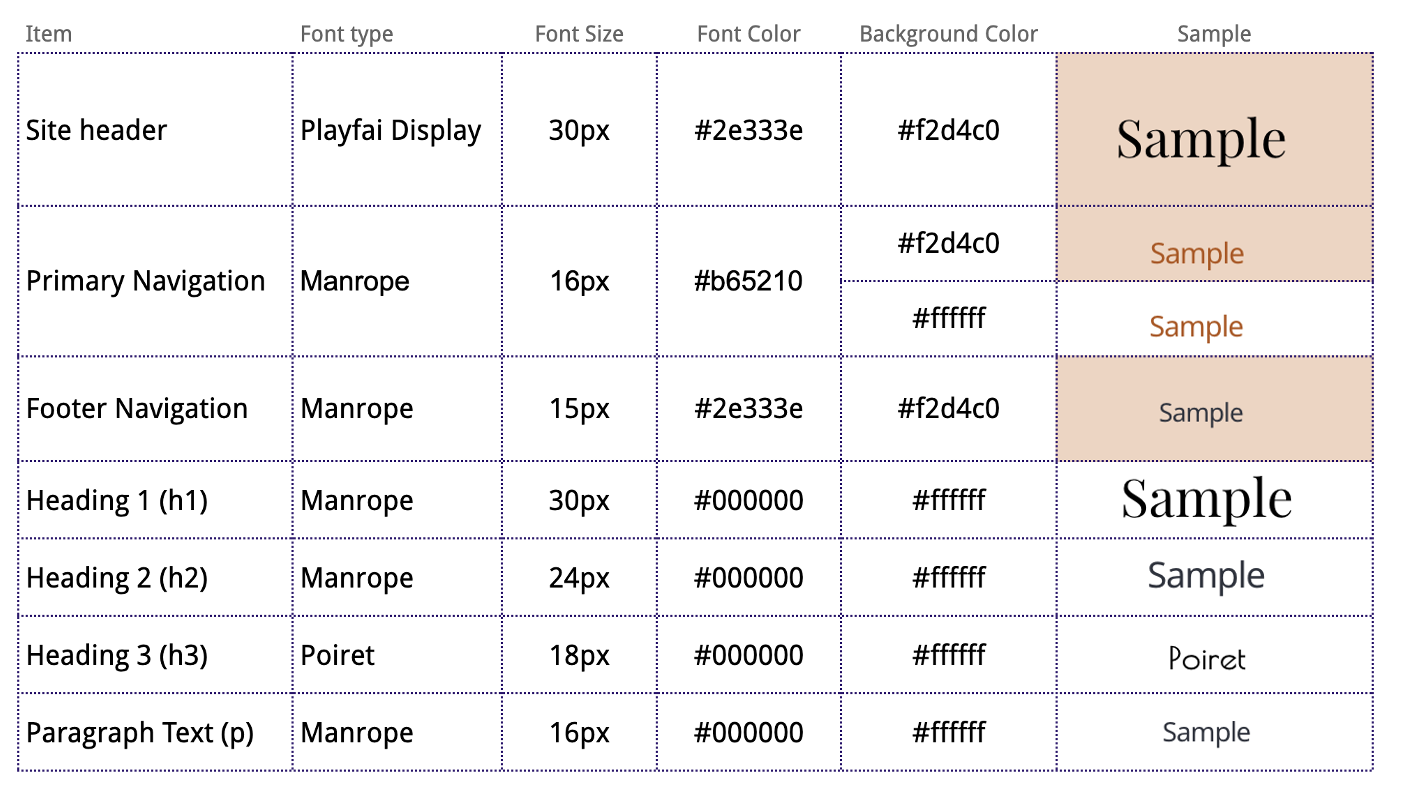 Item Font type Font Size Font Color Background Color Sample
Site header Playfai Display 30px #2e333e #f2d4c0 Sample
#f2d4c0 Sample
Primary Navigation Manrope 16px #b65210
#ffffff Sample
Footer Navigation Manrope 15px #2e333e #f2d4c0 Sample
Heading 1 (h1) Manrope 30px #000000 #ffffff Sample
Heading 2 (h2) Manrope 24px #000000 #ffffff Sample
Heading 3 (h3) Poiret 18px #000000 #ffffff Poiret
Paragraph Text (p) Manrope 16px #000000 #ffffff Sample